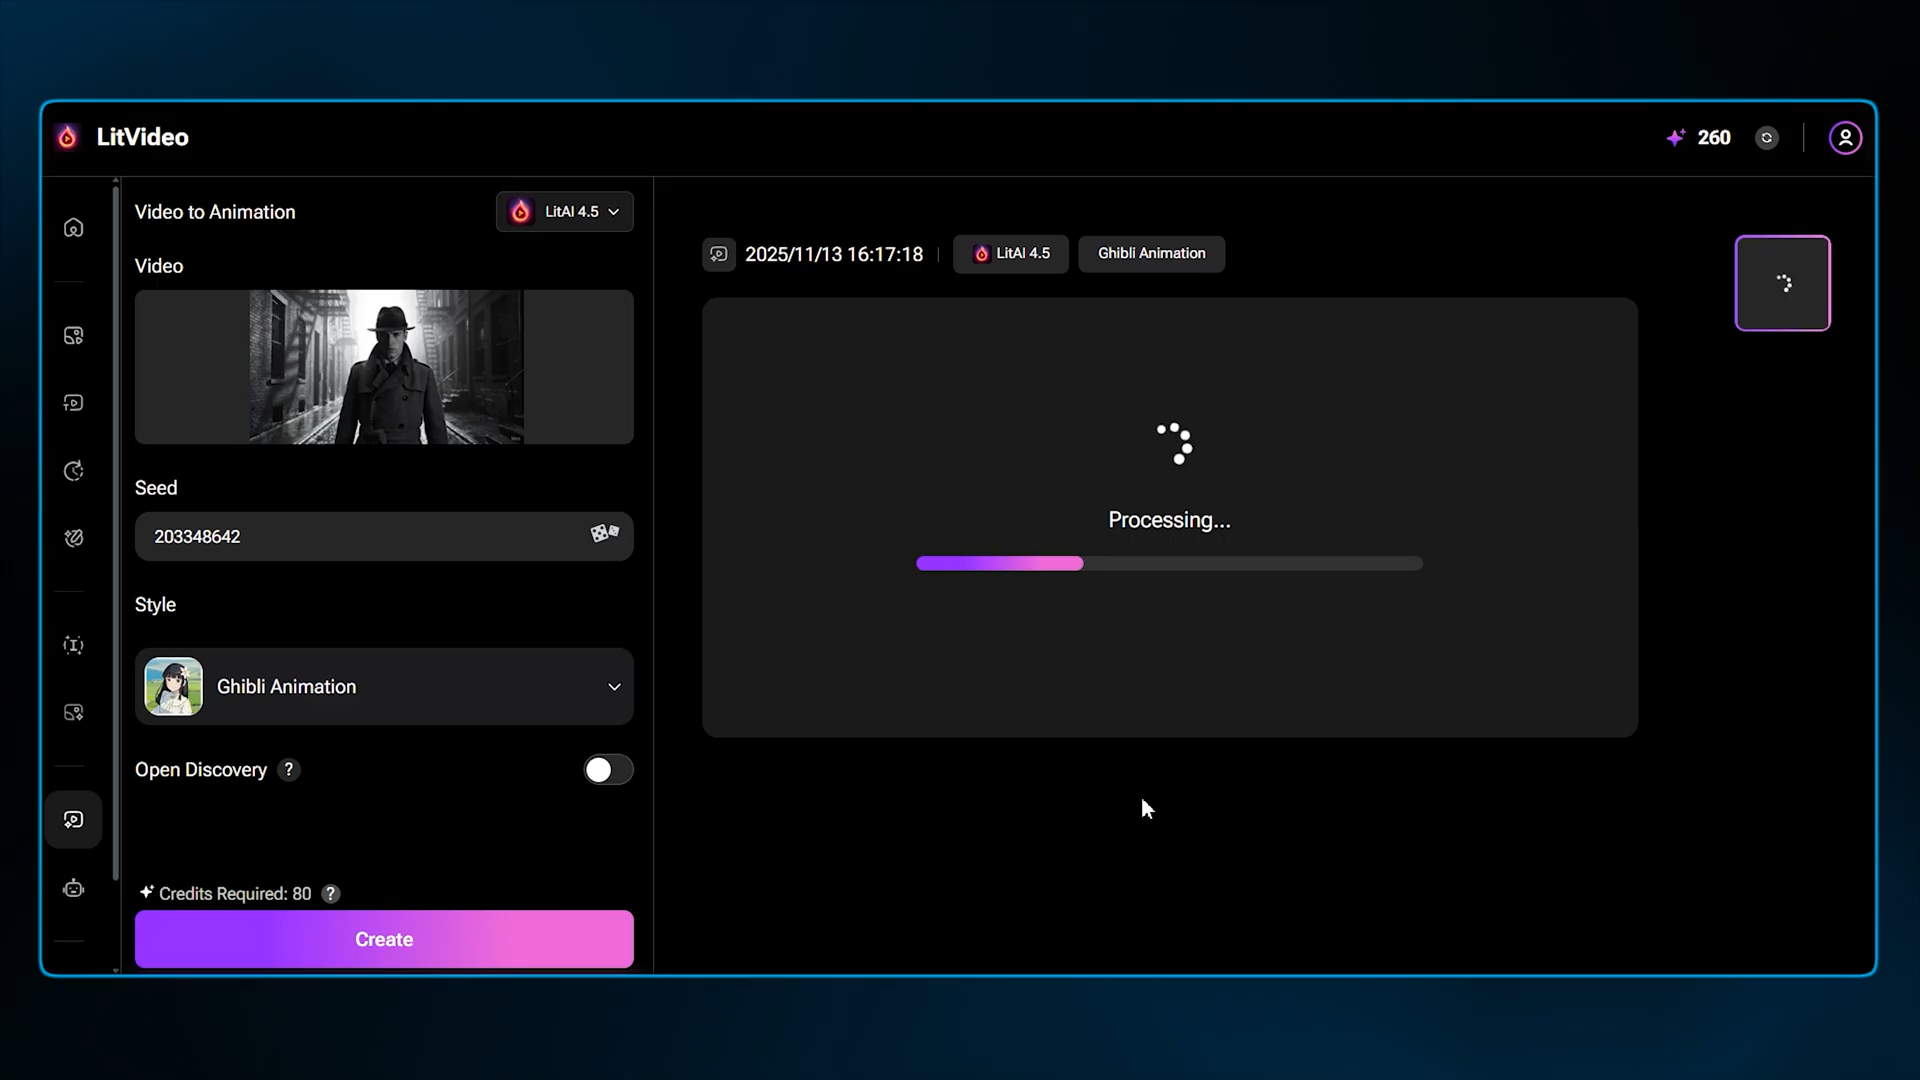 LitVideo
260
Video to Animation
LitAI 4.5
Video
Seed
203348642
Style
Ghibli Animation
Open Discovery ?
Credits Required: 80 ?
Create
2025/11/13 16:17:18
LitAI 4.5
Ghibli Animation
Processing...